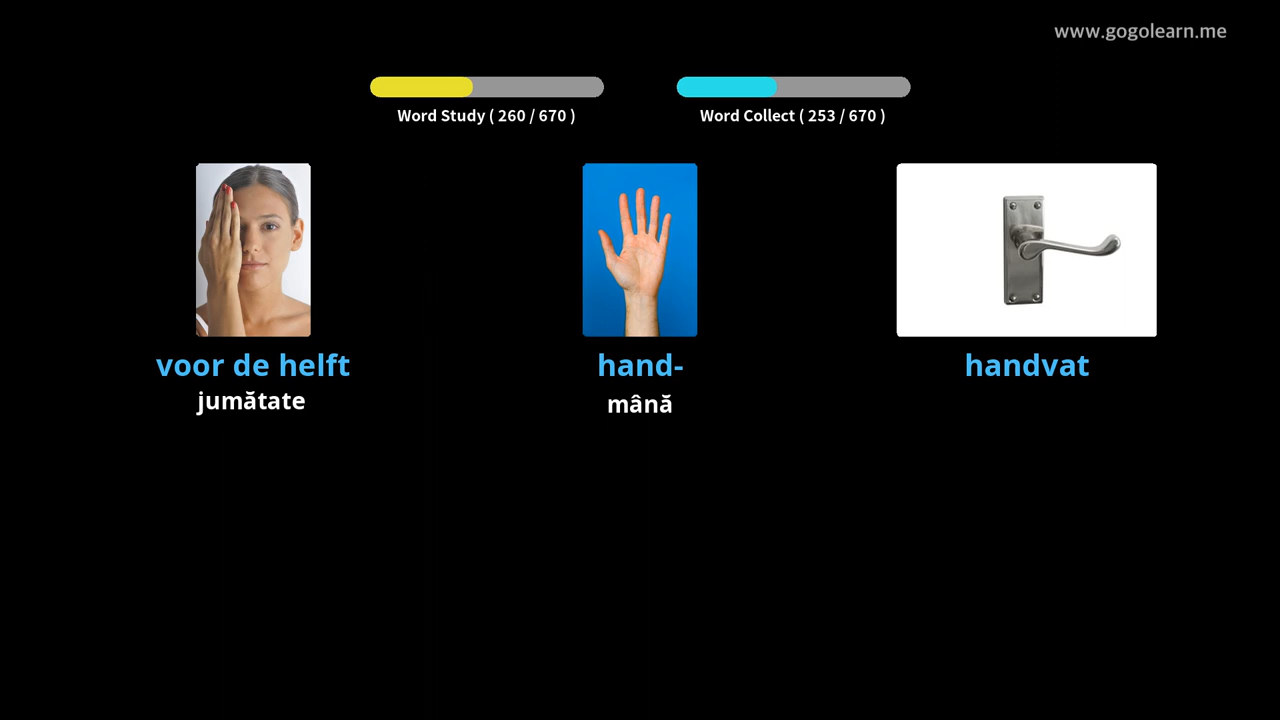 www.gogolearn.me
Word Study ( 260 / 670 )
Word Collect ( 253 / 670 )
voor de helft
jumătate
hand-
mână
handvat